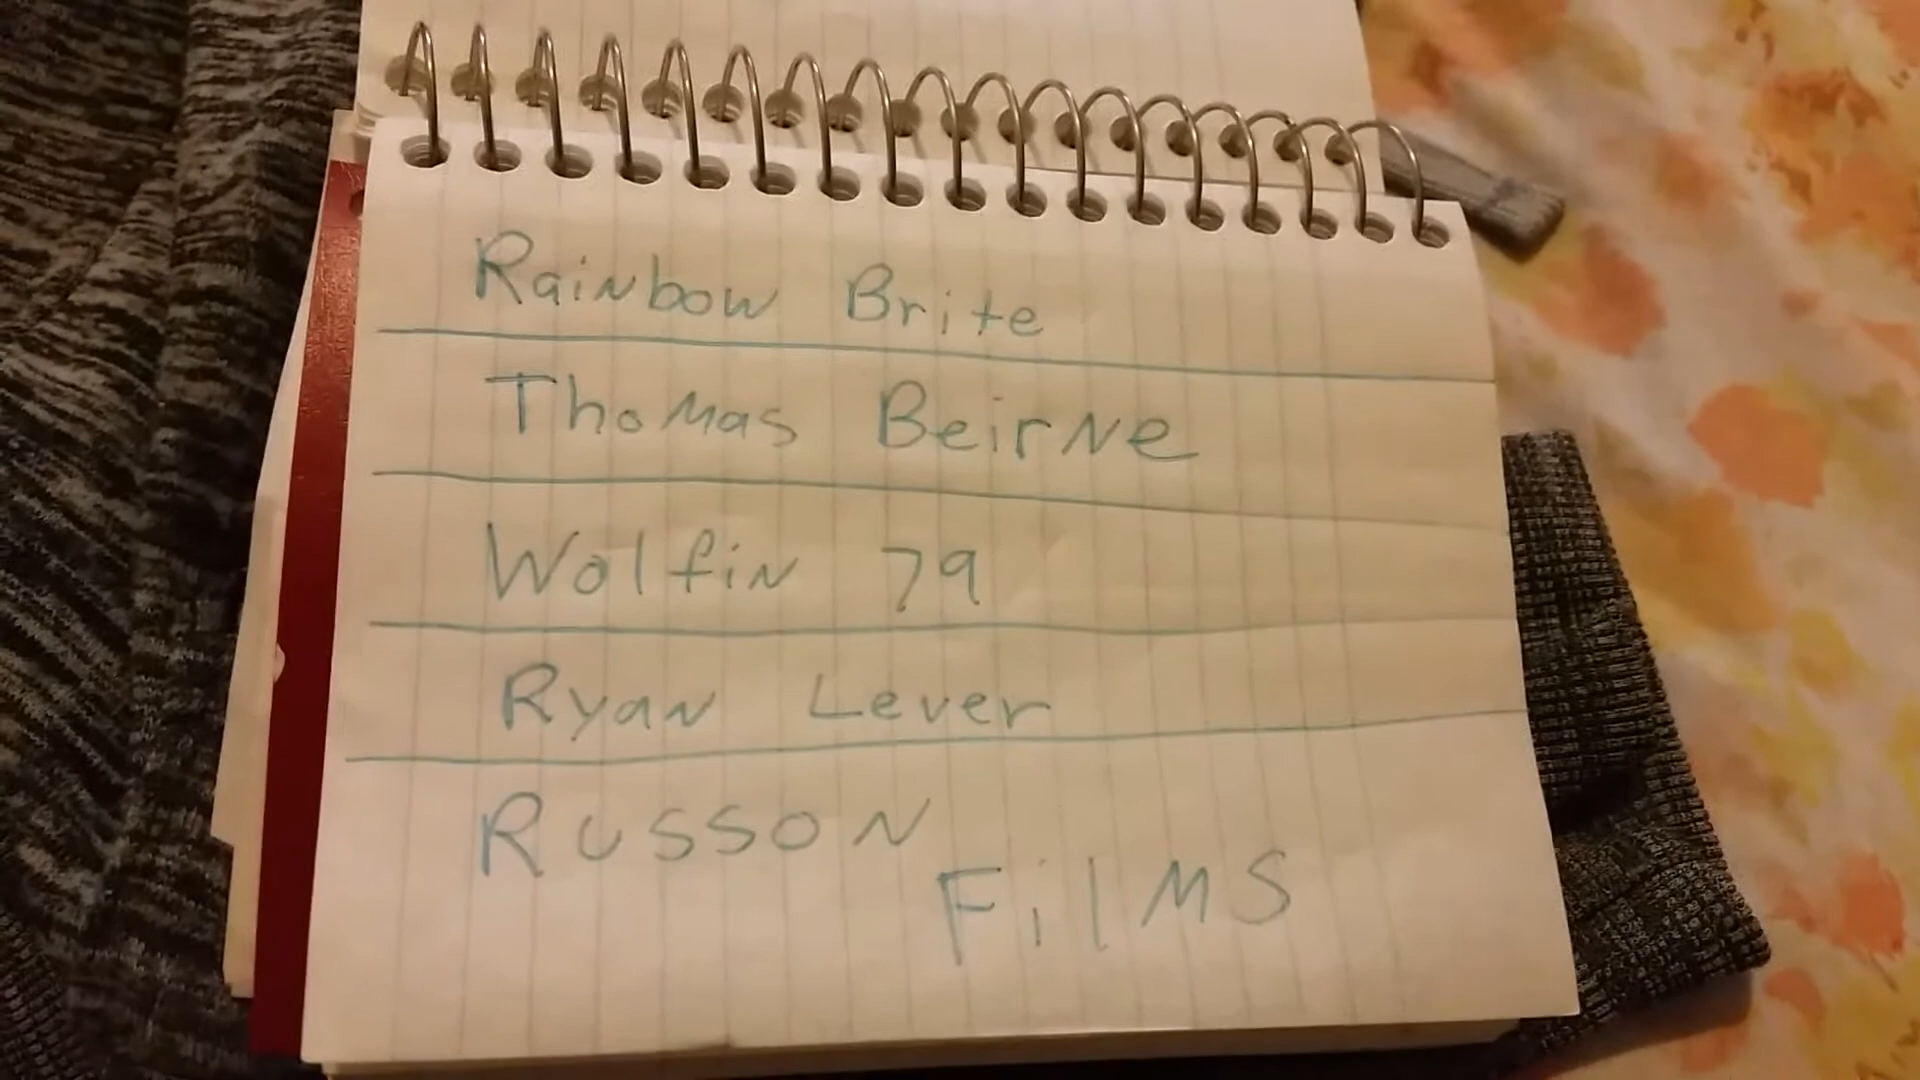 Rainbow Brite
Thomas Beirne
Wolfin 79
Ryan Lever
Russon
Films